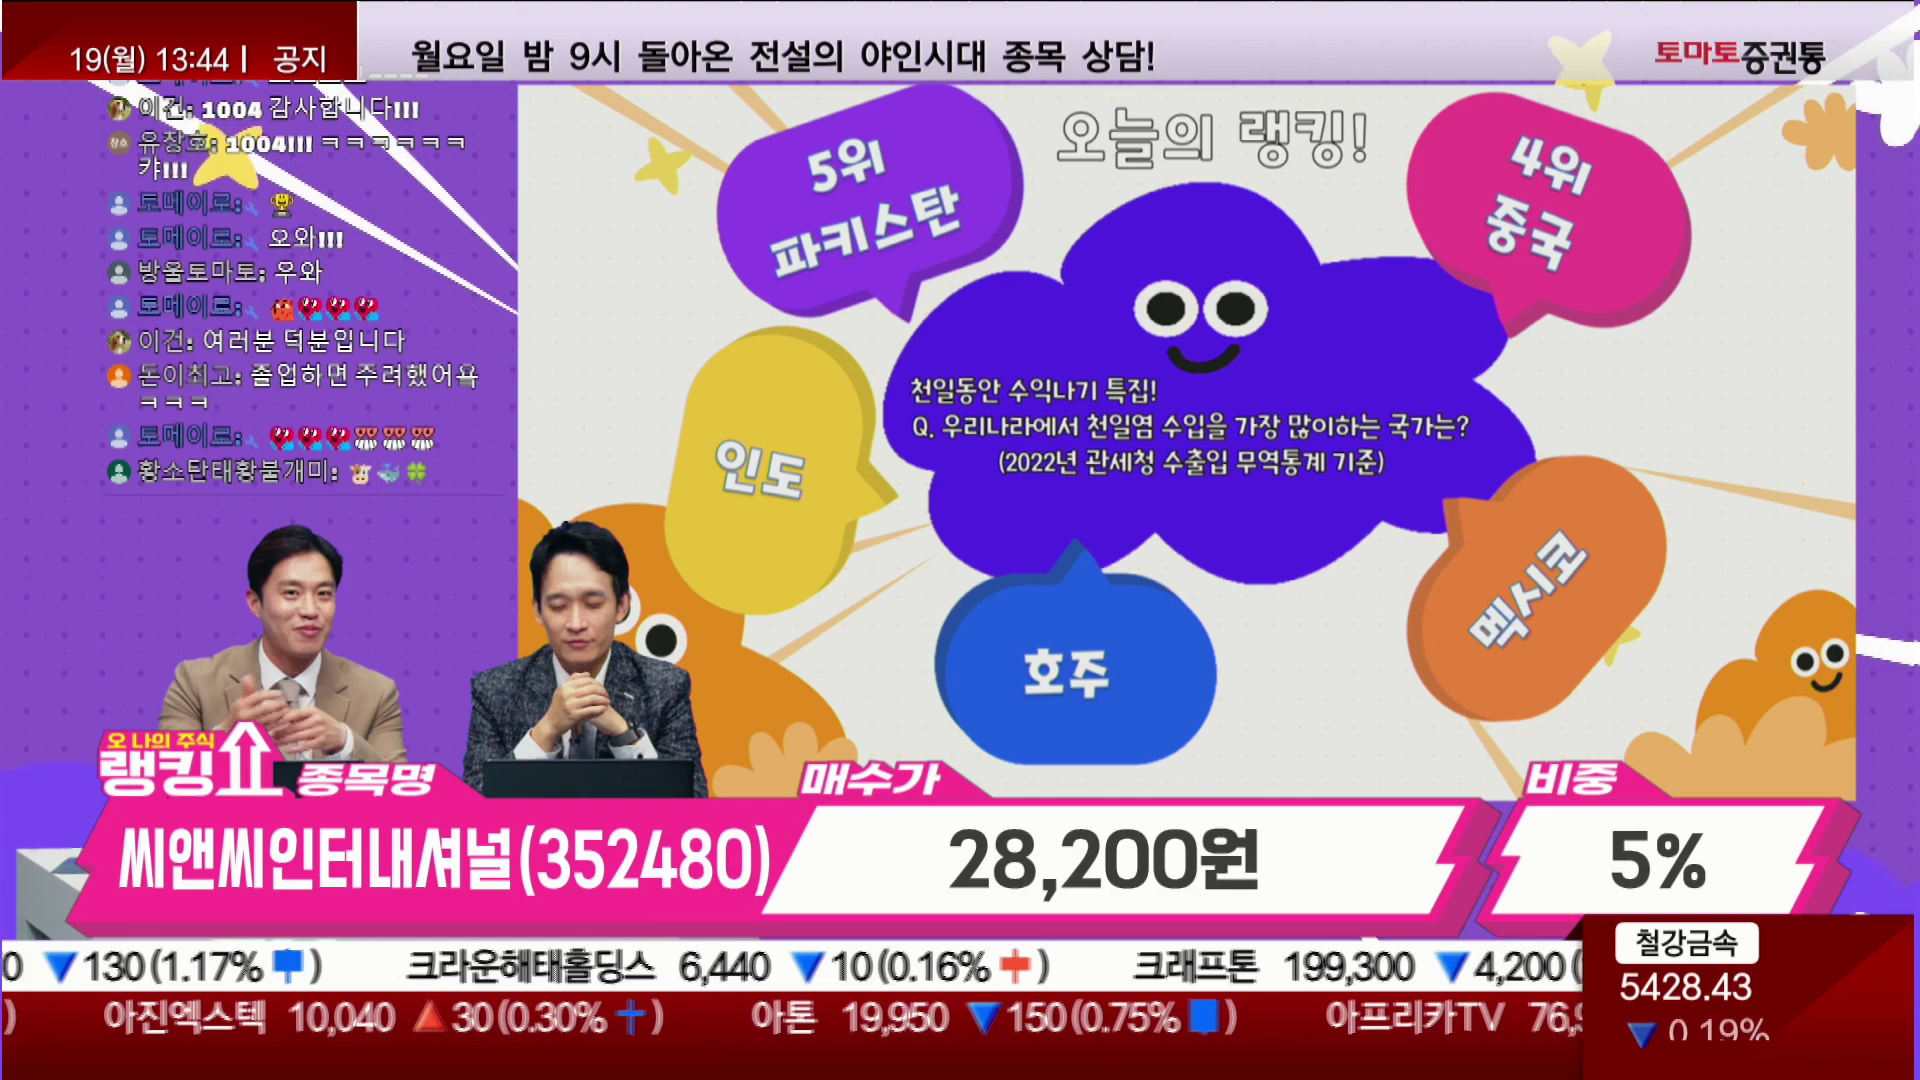 19(월) 13:44 | 공지
월요일 밤 9시 돌아온 전설의 야인시대 종목 상담!
토마토증권통
이건: 1004 감사합니다!!!
유창호: 1004!!! ㅋㅋㅋㅋㅋㅋ
캬!!!
토메이로:
토메이로: 오와!!!
방울토마토: 우와
토메이로:
이건: 여러분 덕분입니다
돈이최고: 졸업하면 주려했어욬
ㅋㅋㅋ
토메이로:
황소탄태황불개미:
오늘의 랭킹!
5위
파키스탄
4위
중국
천일동안 수익나기 특집!
Q. 우리나라에서 천일염 수입을 가장 많이하는 국가는?
(2022년 관세청 수출입 무역통계 기준)
인도
호주
멕시코
오 나의 주식
랭킹쇼
종목명
매수가
비중
씨앤씨인터내셔널(352480)
28,200원
5%
0 ▼130(1.17% ) 크라운해태홀딩스 6,440 ▼10(0.16% ) 크래프톤 199,300 ▼4,200(
) 아진엑스텍 10,040 ▲30(0.30% ) 아톤 19,950 ▼150(0.75% ) 아프리카TV 76,9
철강금속
5428.43
▼ 0.19%